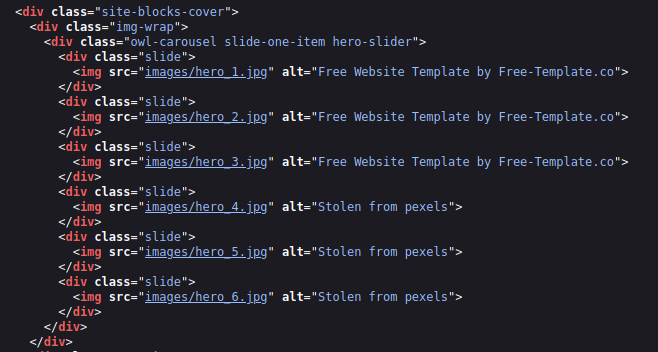 <div class="site-blocks-cover">
<div class="img-wrap">
<div class="owl-carousel slide-one-item hero-slider">
<div class="slide">
<img src="images/hero_1.jpg" alt="Free Website Template by Free-Template.co">
</div>
<div class="slide">
<img src="images/hero_2.jpg" alt="Free Website Template by Free-Template.co">
</div>
<div class="slide">
<img src="images/hero_3.jpg" alt="Free Website Template by Free-Template.co">
</div>
<div class="slide">
<img src="images/hero_4.jpg" alt="Stolen from pexels">
</div>
<div class="slide">
<img src="images/hero_5.jpg" alt="Stolen from pexels">
</div>
<div class="slide">
<img src="images/hero_6.jpg" alt="Stolen from pexels">
</div>
</div>
</div>